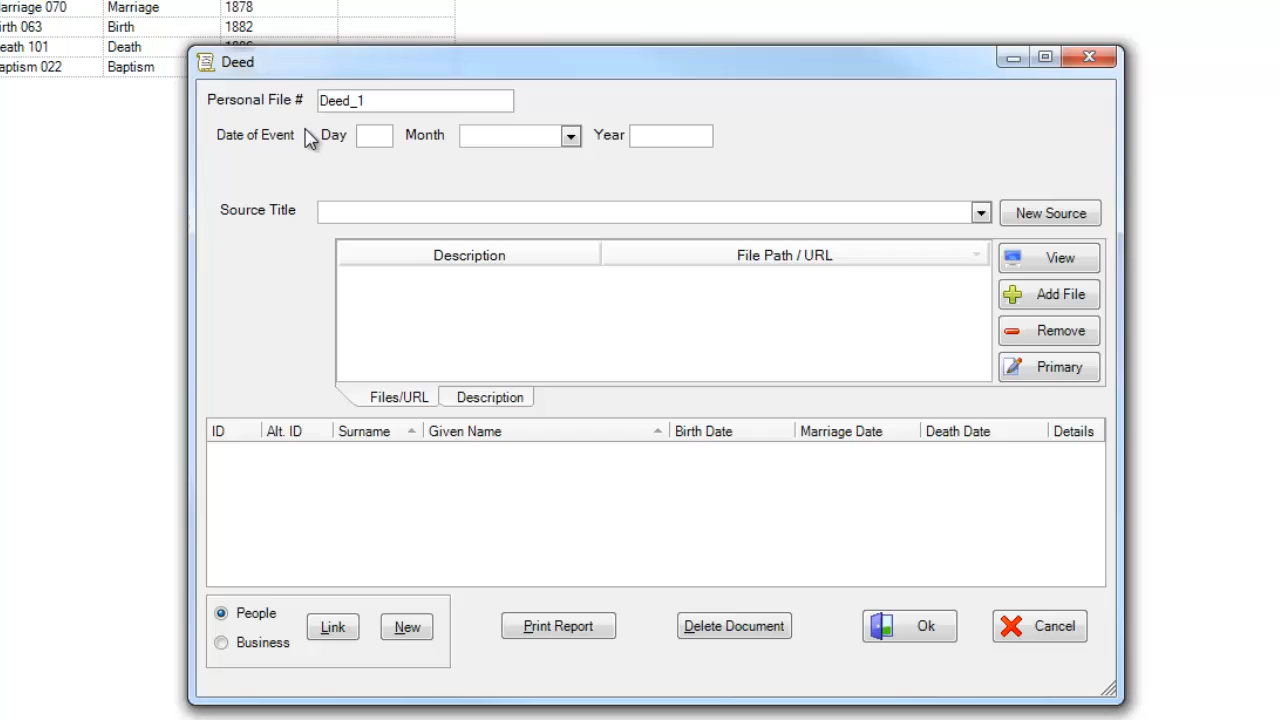 arriage 070 Marriage 1878
irth 063 Birth 1882
eath 101 Death
aptism 022 Baptism
Deed
Personal File # Deed_1
Date of Event Day Month Year
Source Title New Source
Description File Path / URL View
Add File
Remove
Primary
Files/URL Description
ID Alt. ID Surname Given Name Birth Date Marriage Date Death Date Details
People
Business
Link New Print Report Delete Document Ok Cancel